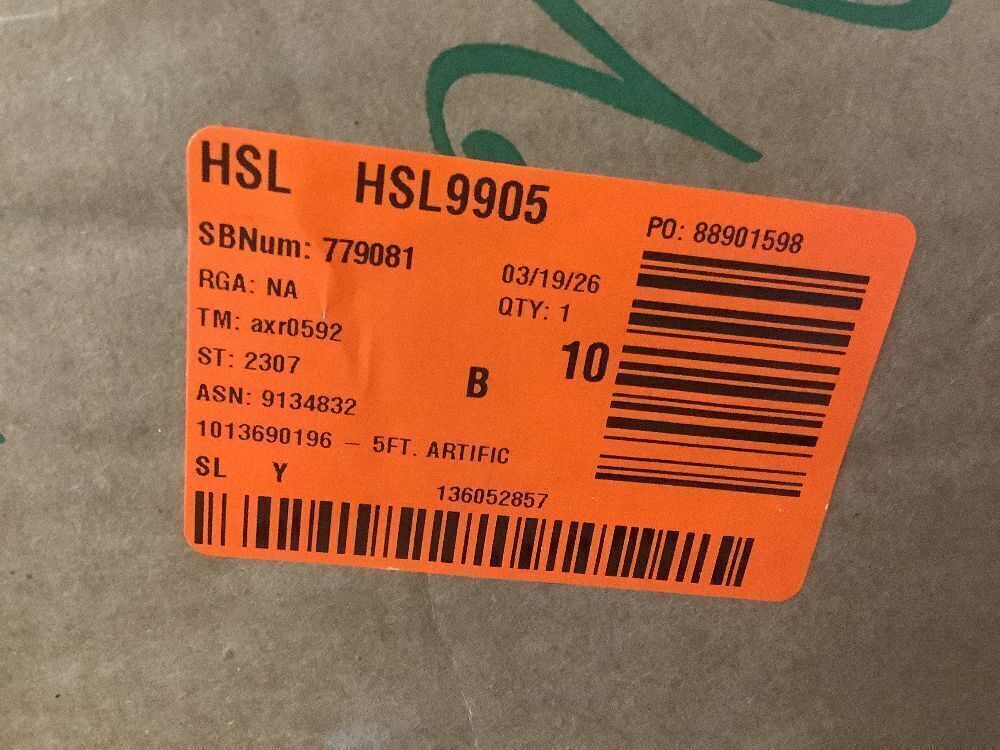 HSL HSL9905
PO: 88901598
SBNum: 779081
03/19/26
RGA: NA
QTY: 1
TM: axr0592
10
ST: 2307
B
ASN: 9134832
1013690196 – 5FT. ARTIFIC
SL Y
136052857